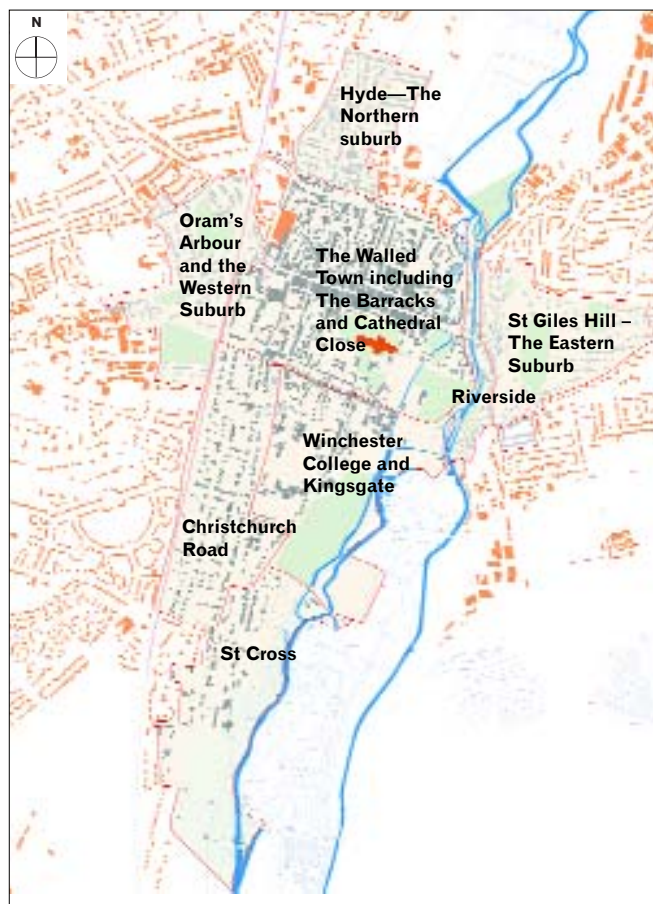 N
Hyde—The
Northern
suburb
Oram's
Arbour
and the
Western
Suburb
The Walled
Town including
The Barracks
and Cathedral
Close
St Giles Hill –
The Eastern
Suburb
Riverside
Winchester
College and
Kingsgate
Christchurch
Road
St Cross